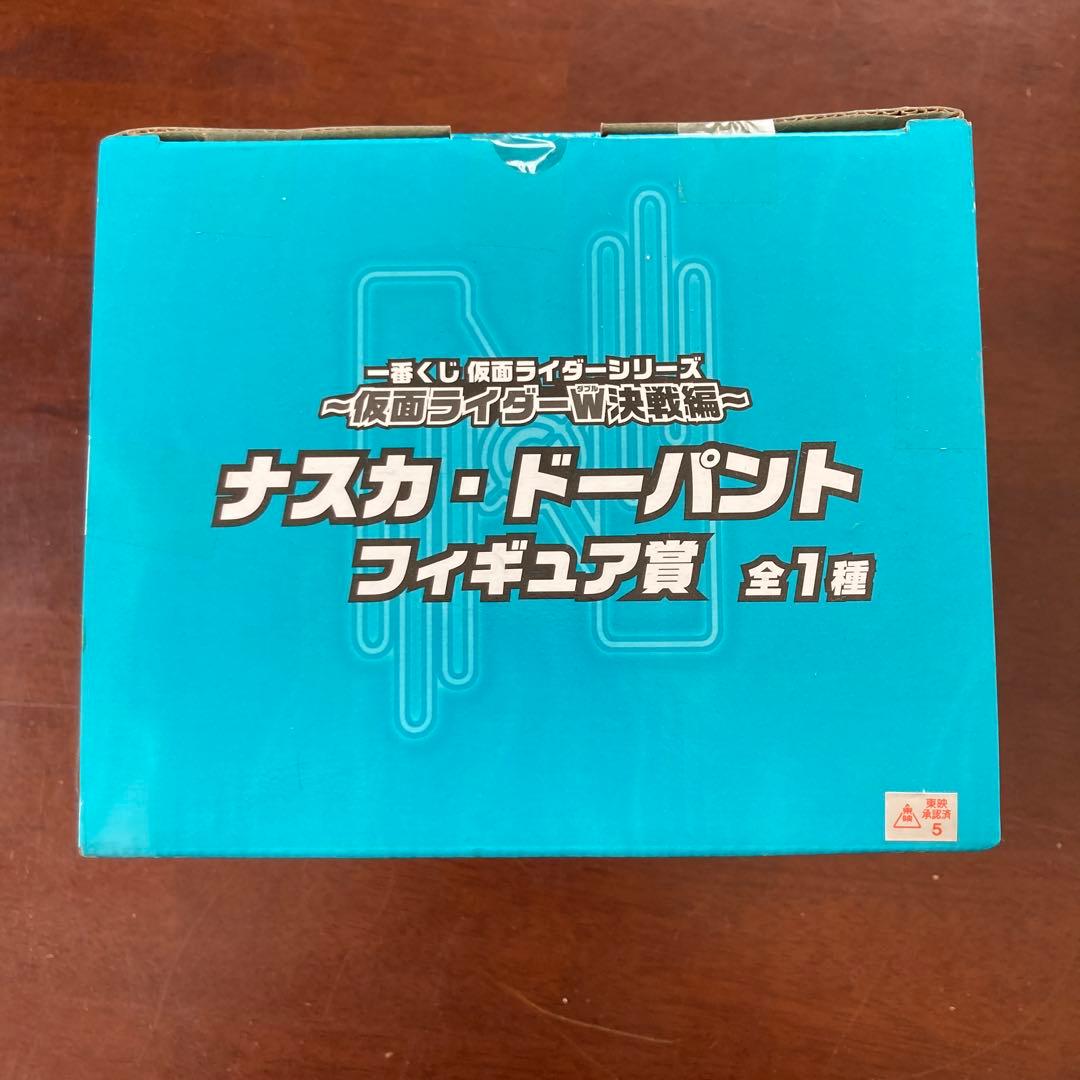 一番くじ 仮面ライダーシリーズ
～仮面ライダーW決戦編～
ダブル
ナスカ・ドーパント
フィギュア賞 全1種
東映
東映
承認済
5